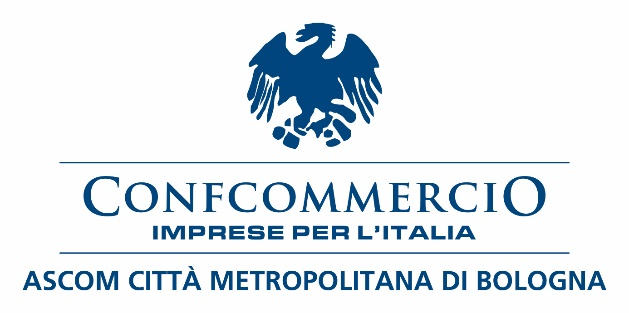 CONFCOMMERCIO
IMPRESE PER L'ITALIA
ASCOM CITTÀ METROPOLITANA DI BOLOGNA